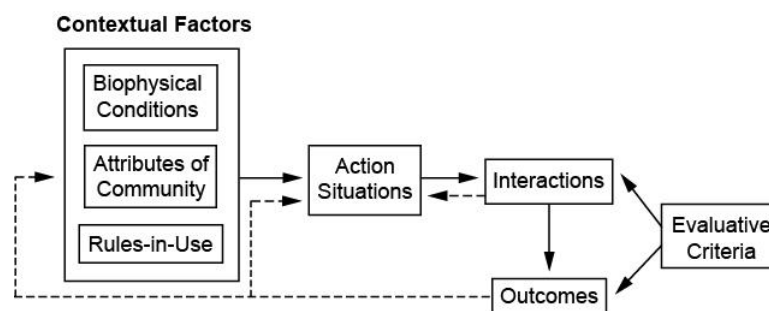 Contextual Factors
Biophysical
Conditions
Attributes of
Community
Rules-in-Use
Action
Situations
Interactions
Outcomes
Evaluative
Criteria